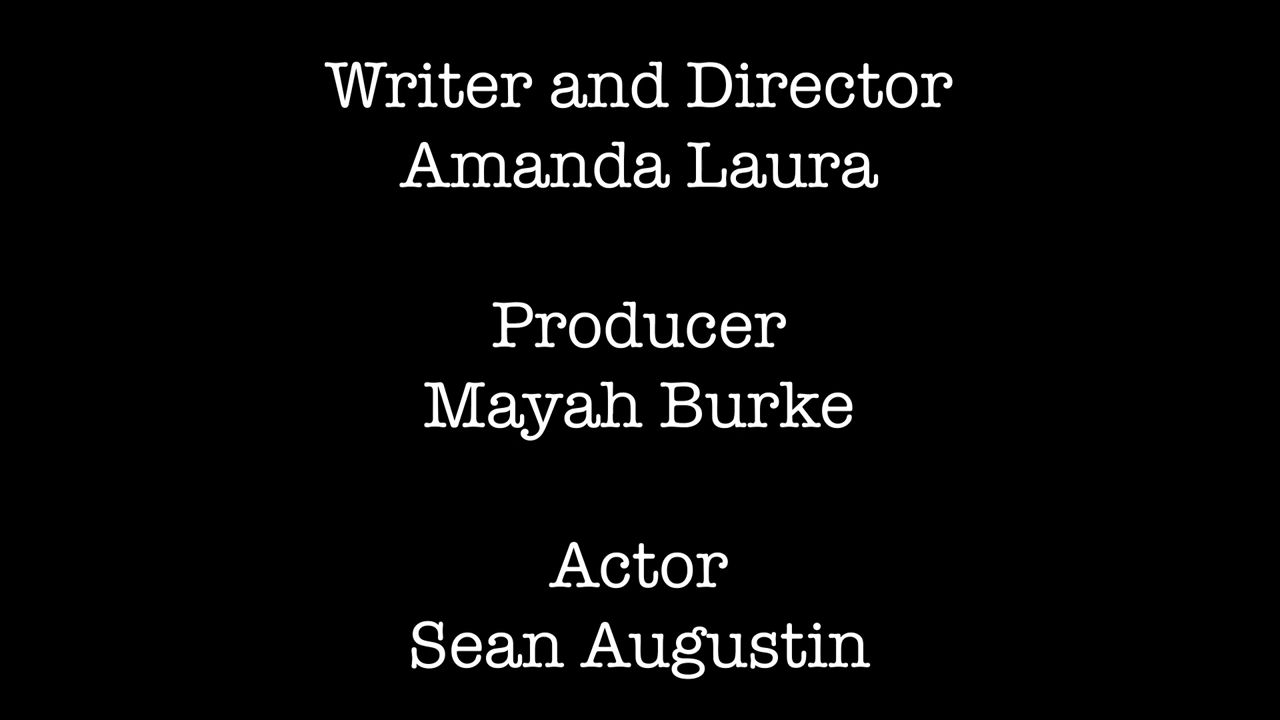 Writer and Director
Amanda Laura
Producer
Mayah Burke
Actor
Sean Augustin